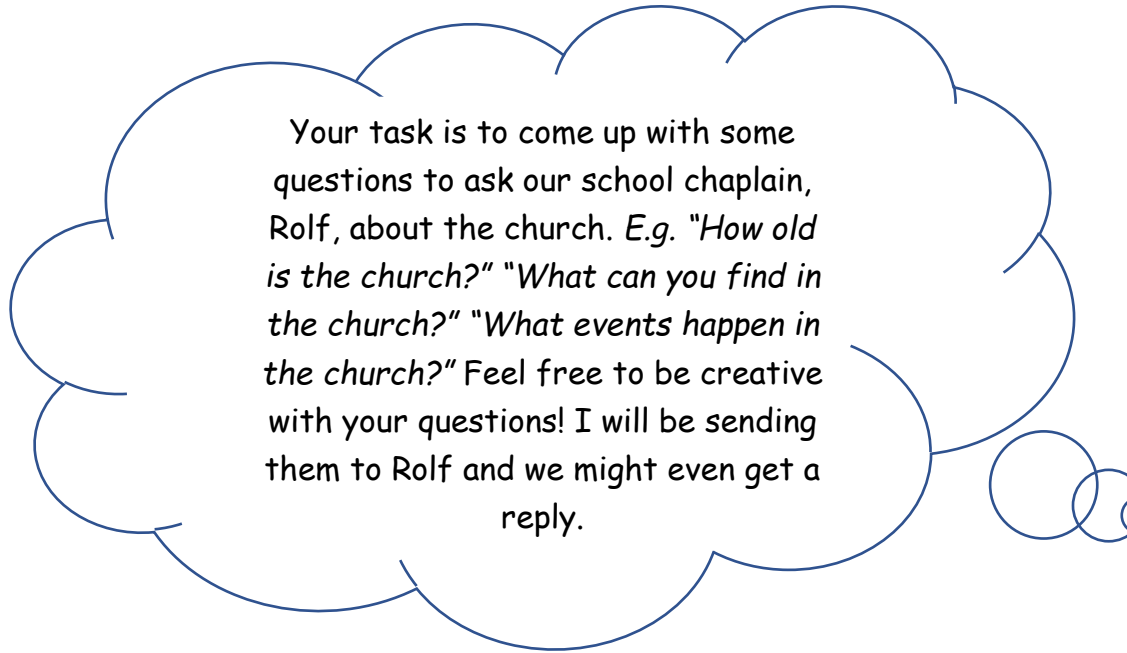 Your task is to come up with some
questions to ask our school chaplain,
Rolf, about the church. E.g. “How old
is the church?” “What can you find in
the church?” “What events happen in
the church?” Feel free to be creative
with your questions! I will be sending
them to Rolf and we might even get a
reply.